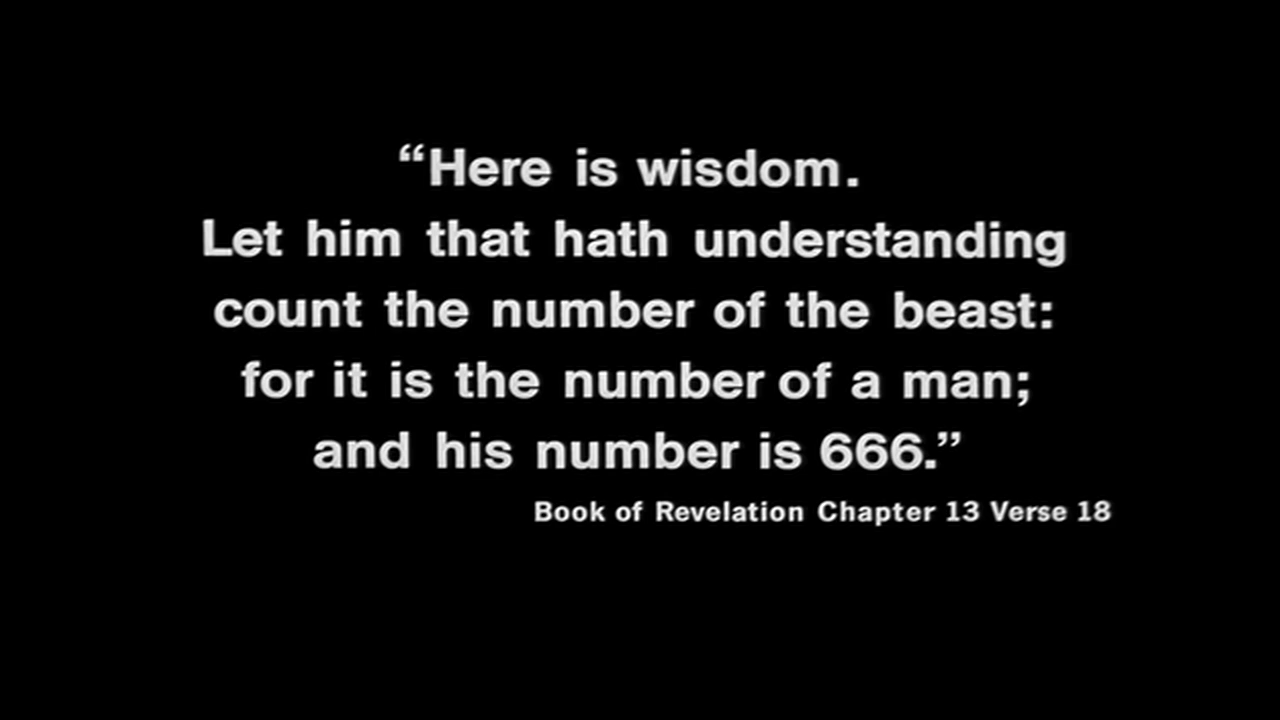 “Here is wisdom.
Let him that hath understanding
count the number of the beast:
for it is the number of a man;
and his number is 666.”
Book of Revelation Chapter 13 Verse 18